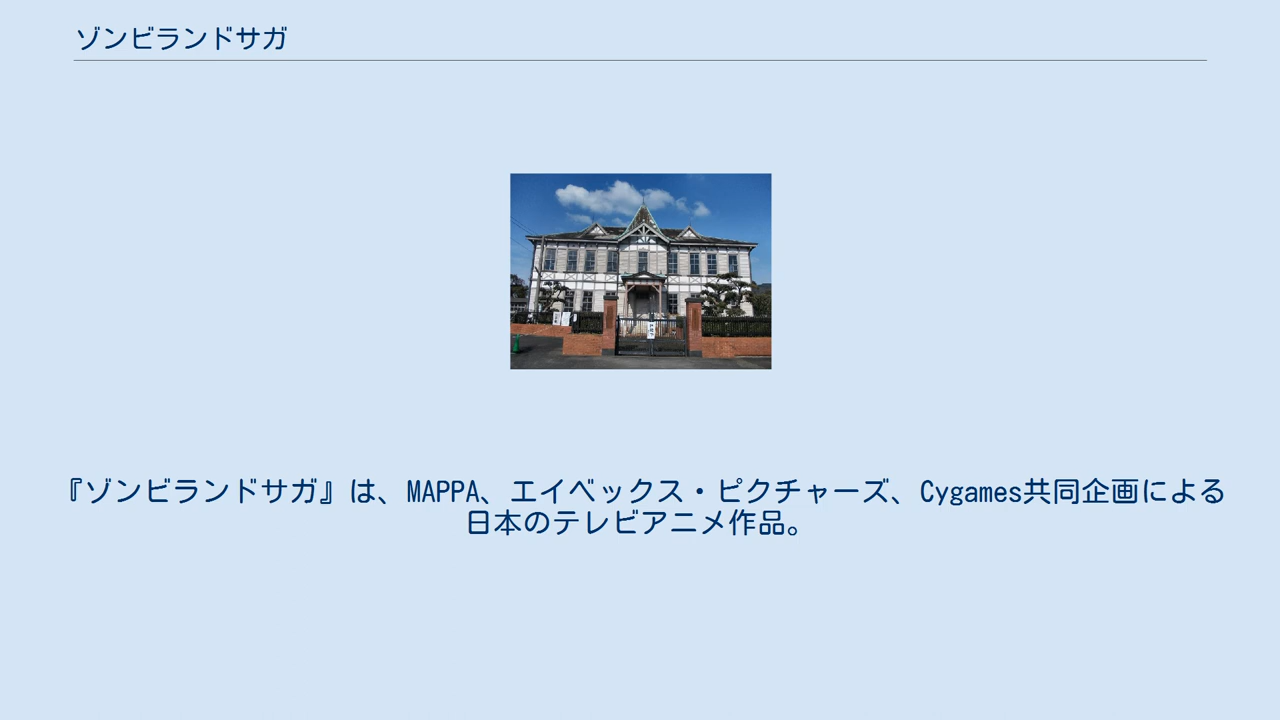 ゾンビランドサガ
『ゾンビランドサガ』は、MAPPA、エイベックス・ピクチャーズ、Cygames共同企画による
日本のテレビアニメ作品。